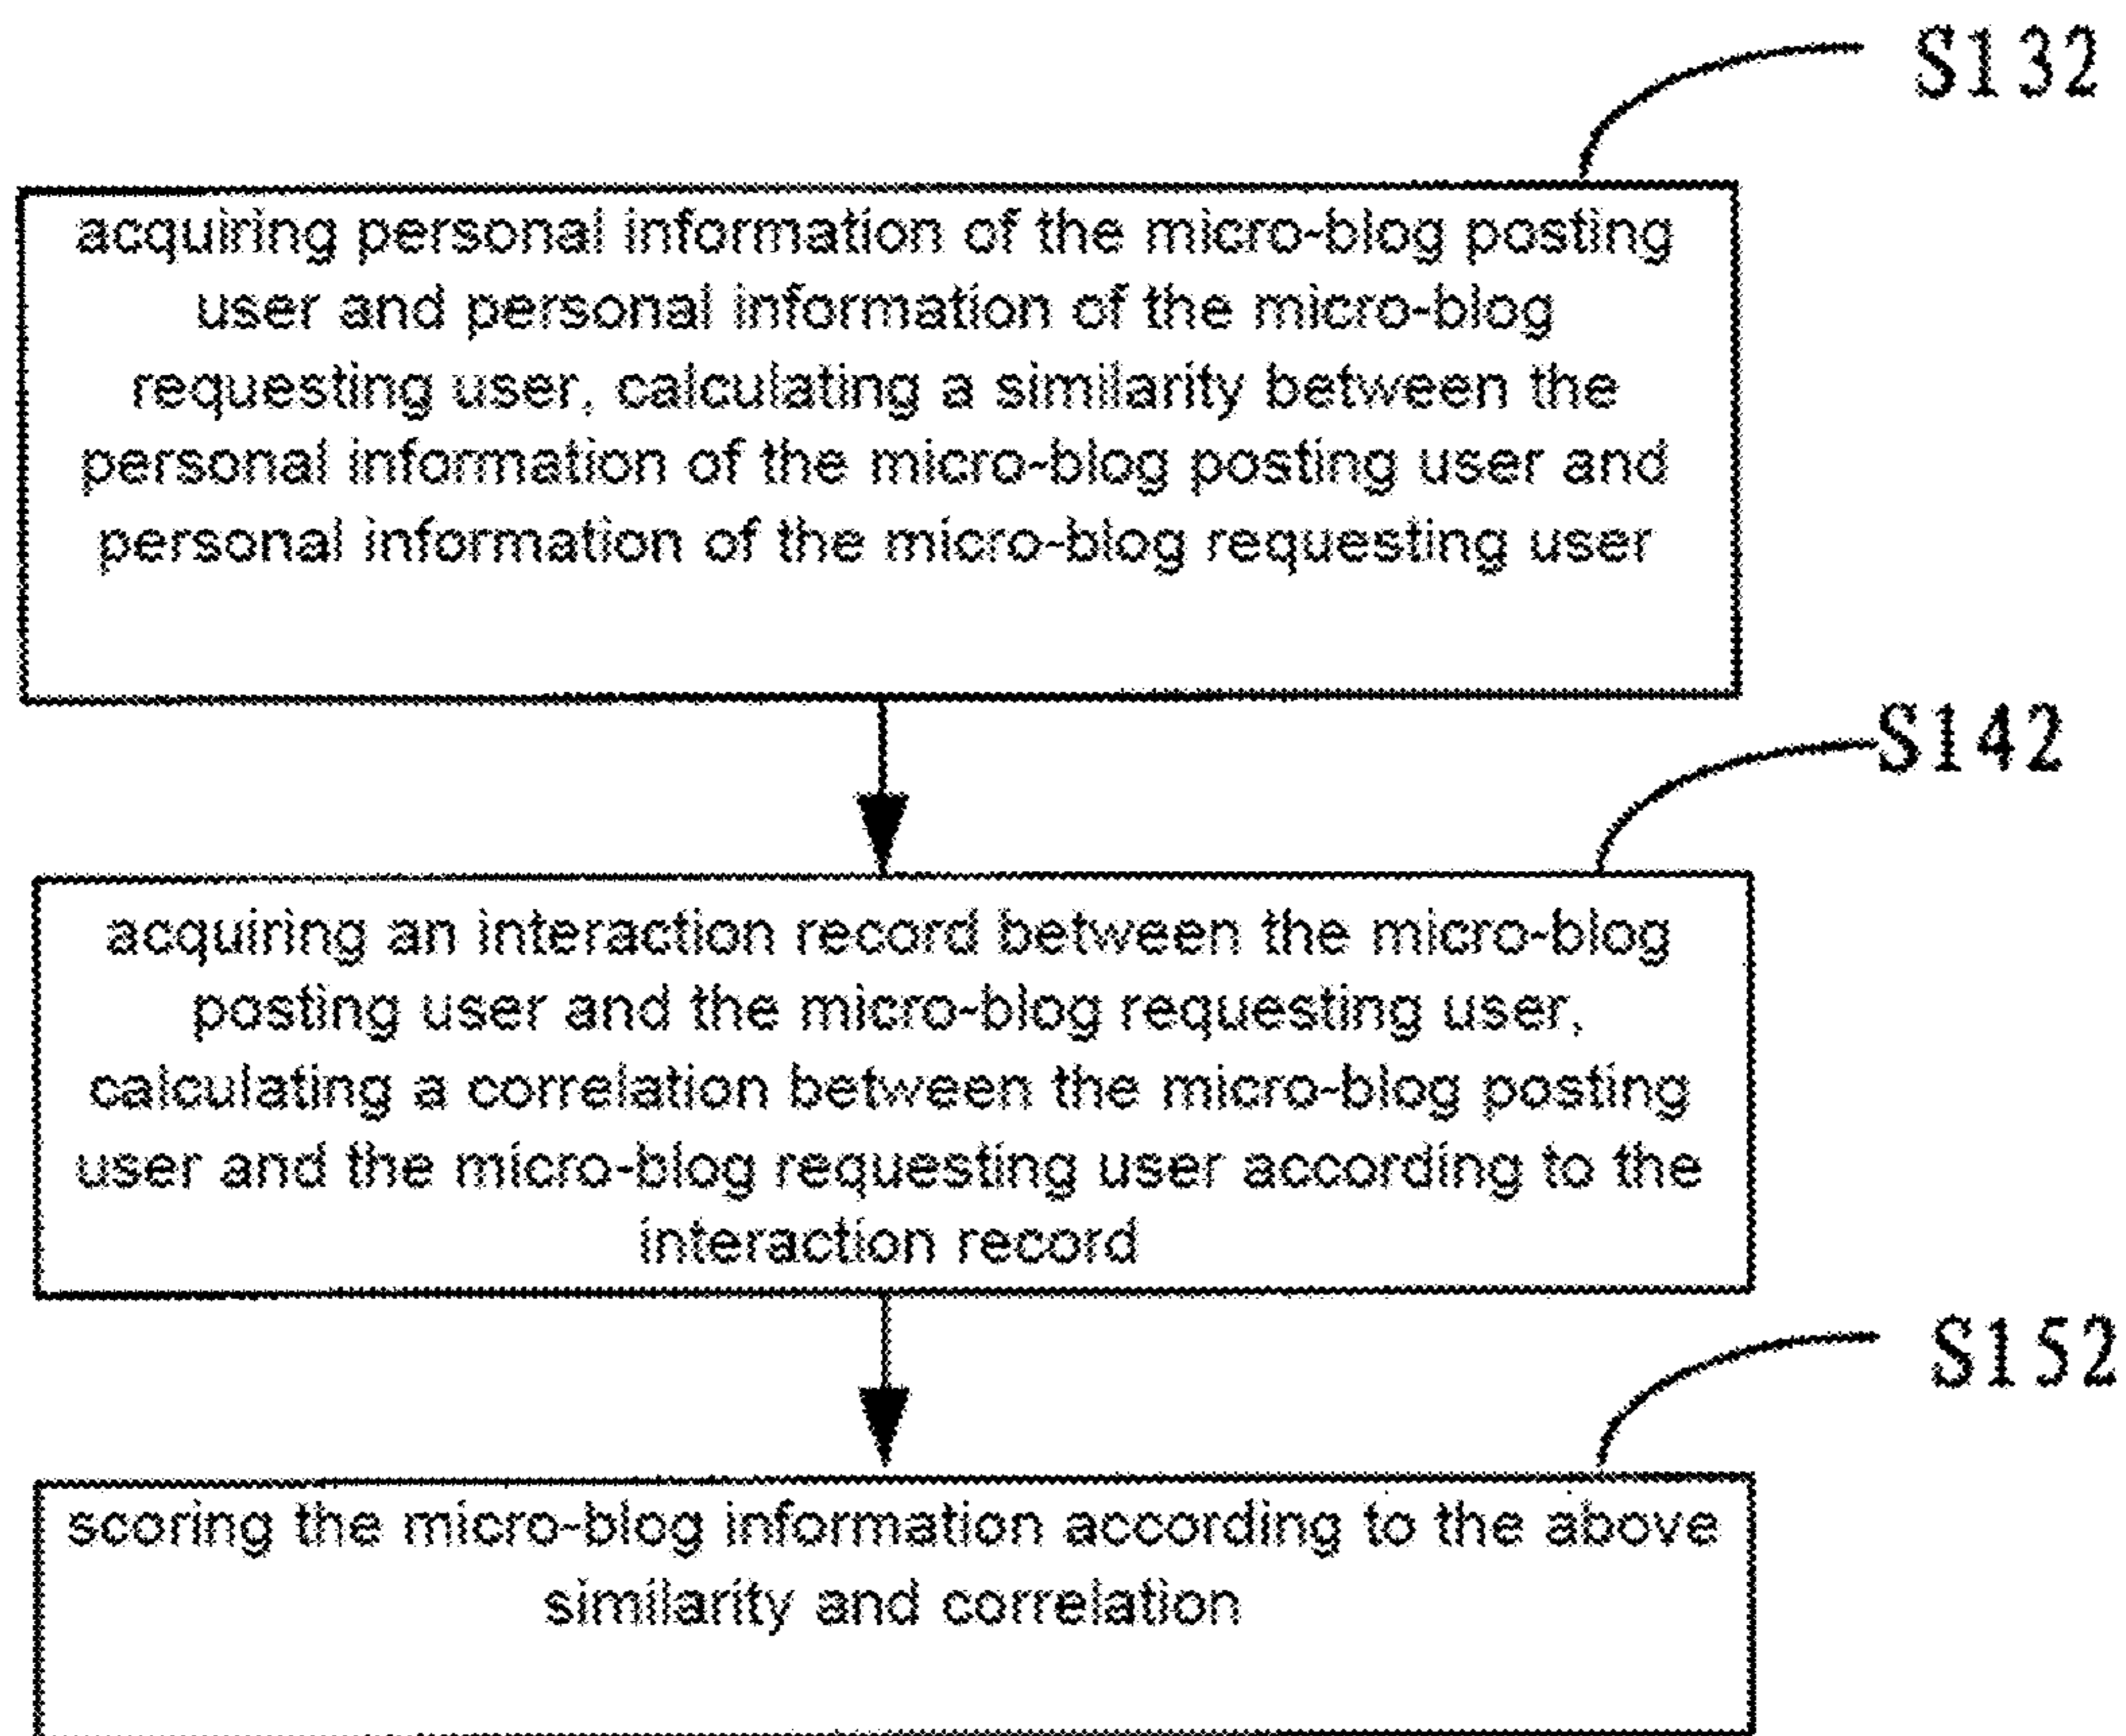 S132
acquiring personal information of the micro-blog posting
user and personal information of the micro-blog
requesting user, calculating a similarity between the
personal information of the micro-blog posting user and
personal information of the micro-blog requesting user
S142
acquiring an interaction record between the micro-blog
posting user and the micro-blog requesting user,
calculating a correlation between the micro-blog posting
user and the micro-blog requesting user according to the
interaction record
S152
scoring the micro-blog information according to the above
similarity and correlation